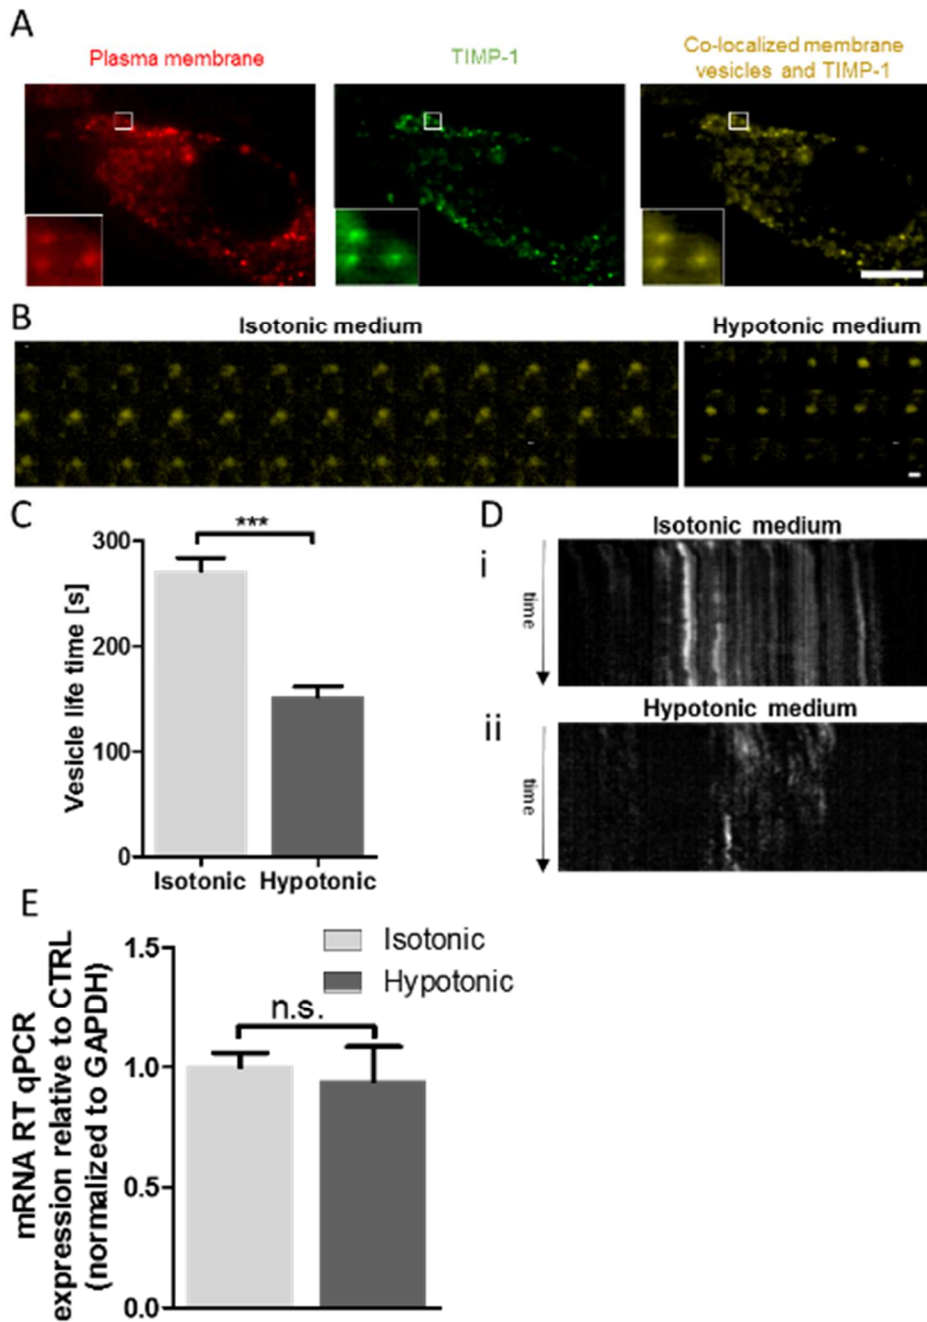 A
Plasma membrane
TIMP-1
Co-localized membrane
vesicles and TIMP-1
B
Isotonic medium
Hypotonic medium
C
Vesicle life time [s]
300
200
100
0
***
Isotonic
Hypotonic
D
Isotonic medium
i
time
Hypotonic medium
ii
time
E
mRNA RT qPCR
expression relative to CTRL
(normalized to GAPDH)
1.5
1.0
0.5
0.0
Isotonic
Hypotonic
n.s.